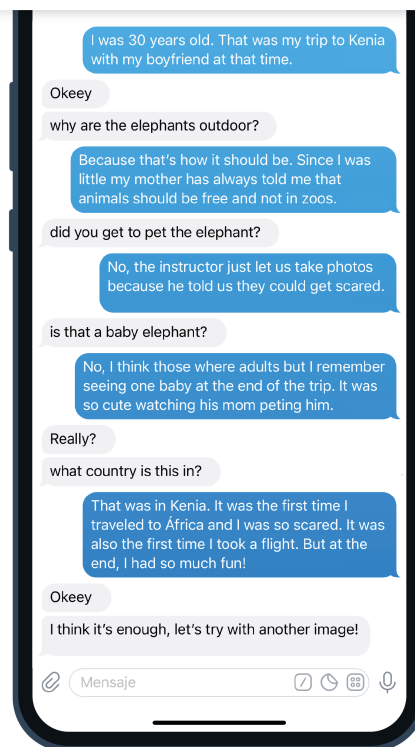 I was 30 years old. That was my trip to Kenia
with my boyfriend at that time.
Okeey
why are the elephants outdoor?
Because that's how it should be. Since I was
little my mother has always told me that
animals should be free and not in zoos.
did you get to pet the elephant?
No, the instructor just let us take photos
because he told us they could get scared.
is that a baby elephant?
No, I think those where adults but I remember
seeing one baby at the end of the trip. It was
so cute watching his mom peting him.
Really?
what country is this in?
That was in Kenia. It was the first time I
traveled to África and I was so scared. It was
also the first time I took a flight. But at the
end, I had so much fun!
Okeey
I think it's enough, let's try with another image!
Mensaje